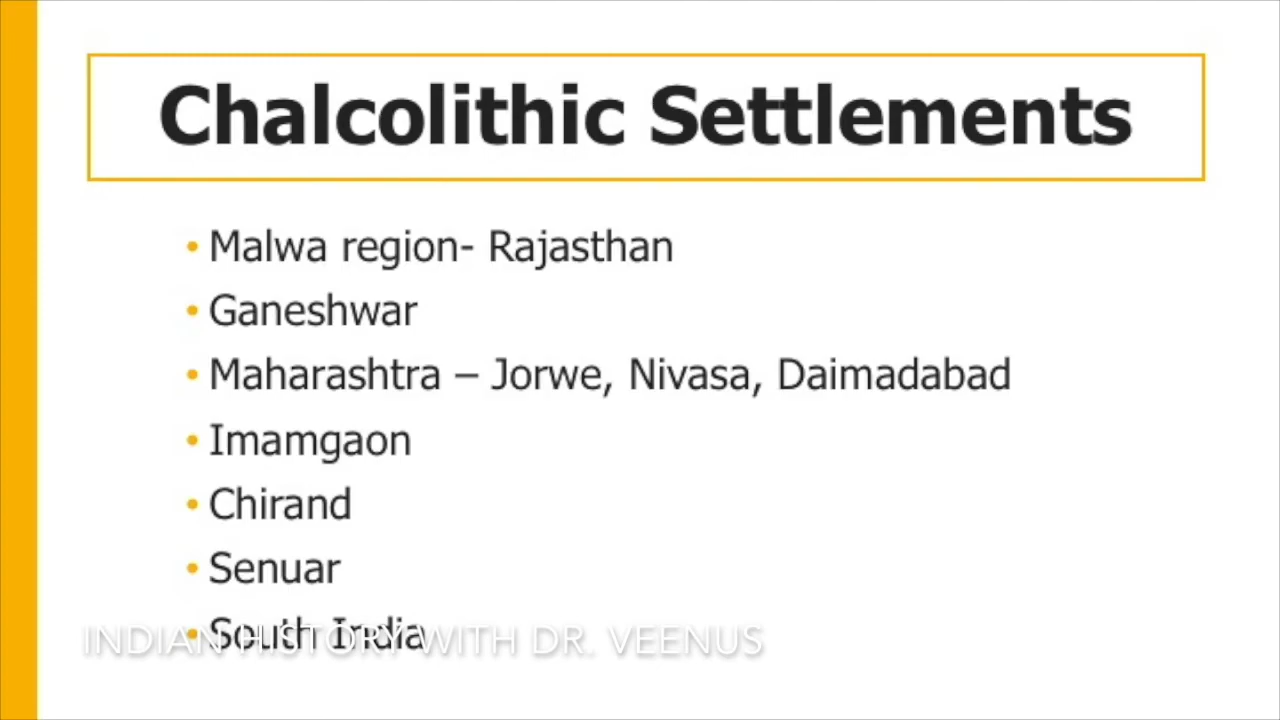 Chalcolithic Settlements
• Malwa region- Rajasthan
• Ganeshwar
• Maharashtra – Jorwe, Nivasa, Daimadabad
• Imamgaon
• Chirand
• Senuar
• South India
INDIAN HISTORY WITH DR. VEENUS